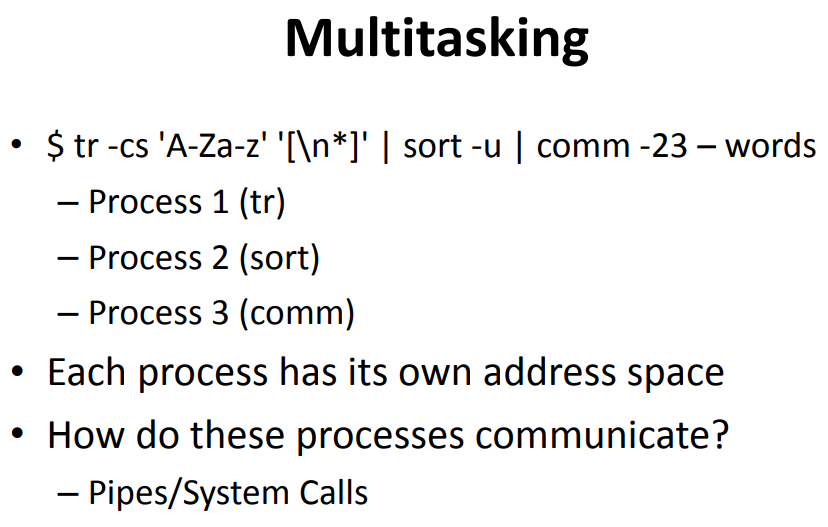 Multitasking
• $ tr -cs 'A-Za-z' '[\n*]' | sort -u | comm -23 – words
– Process 1 (tr)
– Process 2 (sort)
– Process 3 (comm)
• Each process has its own address space
• How do these processes communicate?
– Pipes/System Calls